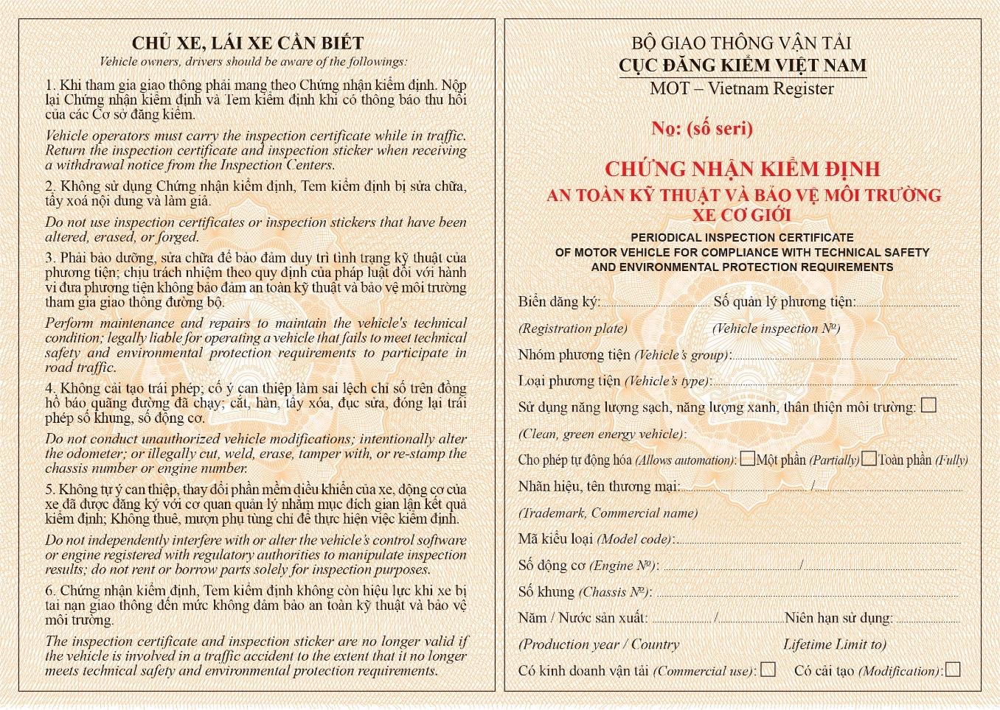 CHỦ XE, LÁI XE CẦN BIẾT
Vehicle owners, drivers should be aware of the followings:
1. Khi tham gia giao thông phải mang theo Chứng nhận kiểm định. Nộp
lại Chứng nhận kiểm định và Tem kiểm định khi có thông báo thu hồi
của các Cơ sở đăng kiểm.
Vehicle operators must carry the inspection certificate while in traffic.
Return the inspection certificate and inspection sticker when receiving
a withdrawal notice from the Inspection Centers.
2. Không sử dụng Chứng nhận kiểm định, Tem kiểm định bị sửa chữa,
tẩy xoá nội dung và làm giả.
Do not use inspection certificates or inspection stickers that have been
altered, erased, or forged.
3. Phải bảo dưỡng, sửa chữa để bảo đảm duy trì tình trạng kỹ thuật của
phương tiện; chịu trách nhiệm theo quy định của pháp luật đối với hành
vi đưa phương tiện không bảo đảm an toàn kỹ thuật và bảo vệ môi trường
tham gia giao thông đường bộ.
Perform maintenance and repairs to maintain the vehicle's technical
condition; legally liable for operating a vehicle that fails to meet technical
safety and environmental protection requirements to participate in
road traffic.
4. Không cải tạo trái phép; cố ý can thiệp làm sai lệch chỉ số trên đồng
hồ báo quãng đường đã chạy; cắt, hàn, tẩy xóa, đục sửa, đóng lại trái
phép số khung, số động cơ.
Do not conduct unauthorized vehicle modifications; intentionally alter
the odometer; or illegally cut, weld, erase, tamper with, or re-stamp the
chassis number or engine number.
5. Không tự ý can thiệp, thay đổi phần mềm điều khiển của xe, động cơ của
xe đã được đăng ký với cơ quan quản lý nhằm mục đích gian lận kết quả
kiểm định; Không thuê, mượn phụ tùng chỉ để thực hiện việc kiểm định.
Do not independently interfere with or alter the vehicle’s control software
or engine registered with regulatory authorities to manipulate inspection
results; do not rent or borrow parts solely for inspection purposes.
6. Chứng nhận kiểm định, Tem kiểm định không còn hiệu lực khi xe bị
tai nạn giao thông đến mức không đảm bảo an toàn kỹ thuật và bảo vệ
môi trường.
The inspection certificate and inspection sticker are no longer valid if
the vehicle is involved in a traffic accident to the extent that it no longer
meets technical safety and environmental protection requirements.
BỘ GIAO THÔNG VẬN TẢI
CỤC ĐĂNG KIỂM VIỆT NAM
MOT – Vietnam Register
No: (số seri)
CHỨNG NHẬN KIỂM ĐỊNH
AN TOÀN KỸ THUẬT VÀ BẢO VỆ MÔI TRƯỜNG
XE CƠ GIỚI
PERIODICAL INSPECTION CERTIFICATE
OF MOTOR VEHICLE FOR COMPLIANCE WITH TECHNICAL SAFETY
AND ENVIRONMENTAL PROTECTION REQUIREMENTS
Biển đăng ký: Số quản lý phương tiện:
(Registration plate) (Vehicle inspection Nº)
Nhóm phương tiện (Vehicle’s group):
Loại phương tiện (Vehicle’s type):
Sử dụng năng lượng sạch, năng lượng xanh, thân thiện môi trường: ☐
(Clean, green energy vehicle):
Cho phép tự động hóa (Allows automation): ☐ Một phần (Partially) ☐ Toàn phần (Fully)
Nhãn hiệu, tên thương mại: /
(Trademark, Commercial name)
Mã kiểu loại (Model code):
Số động cơ (Engine Nº): /
Số khung (Chassis Nº):
Năm / Nước sản xuất: / Niên hạn sử dụng:
(Production year / Country Lifetime Limit to)
Có kinh doanh vận tải (Commercial use): ☐ Có cải tạo (Modification): ☐